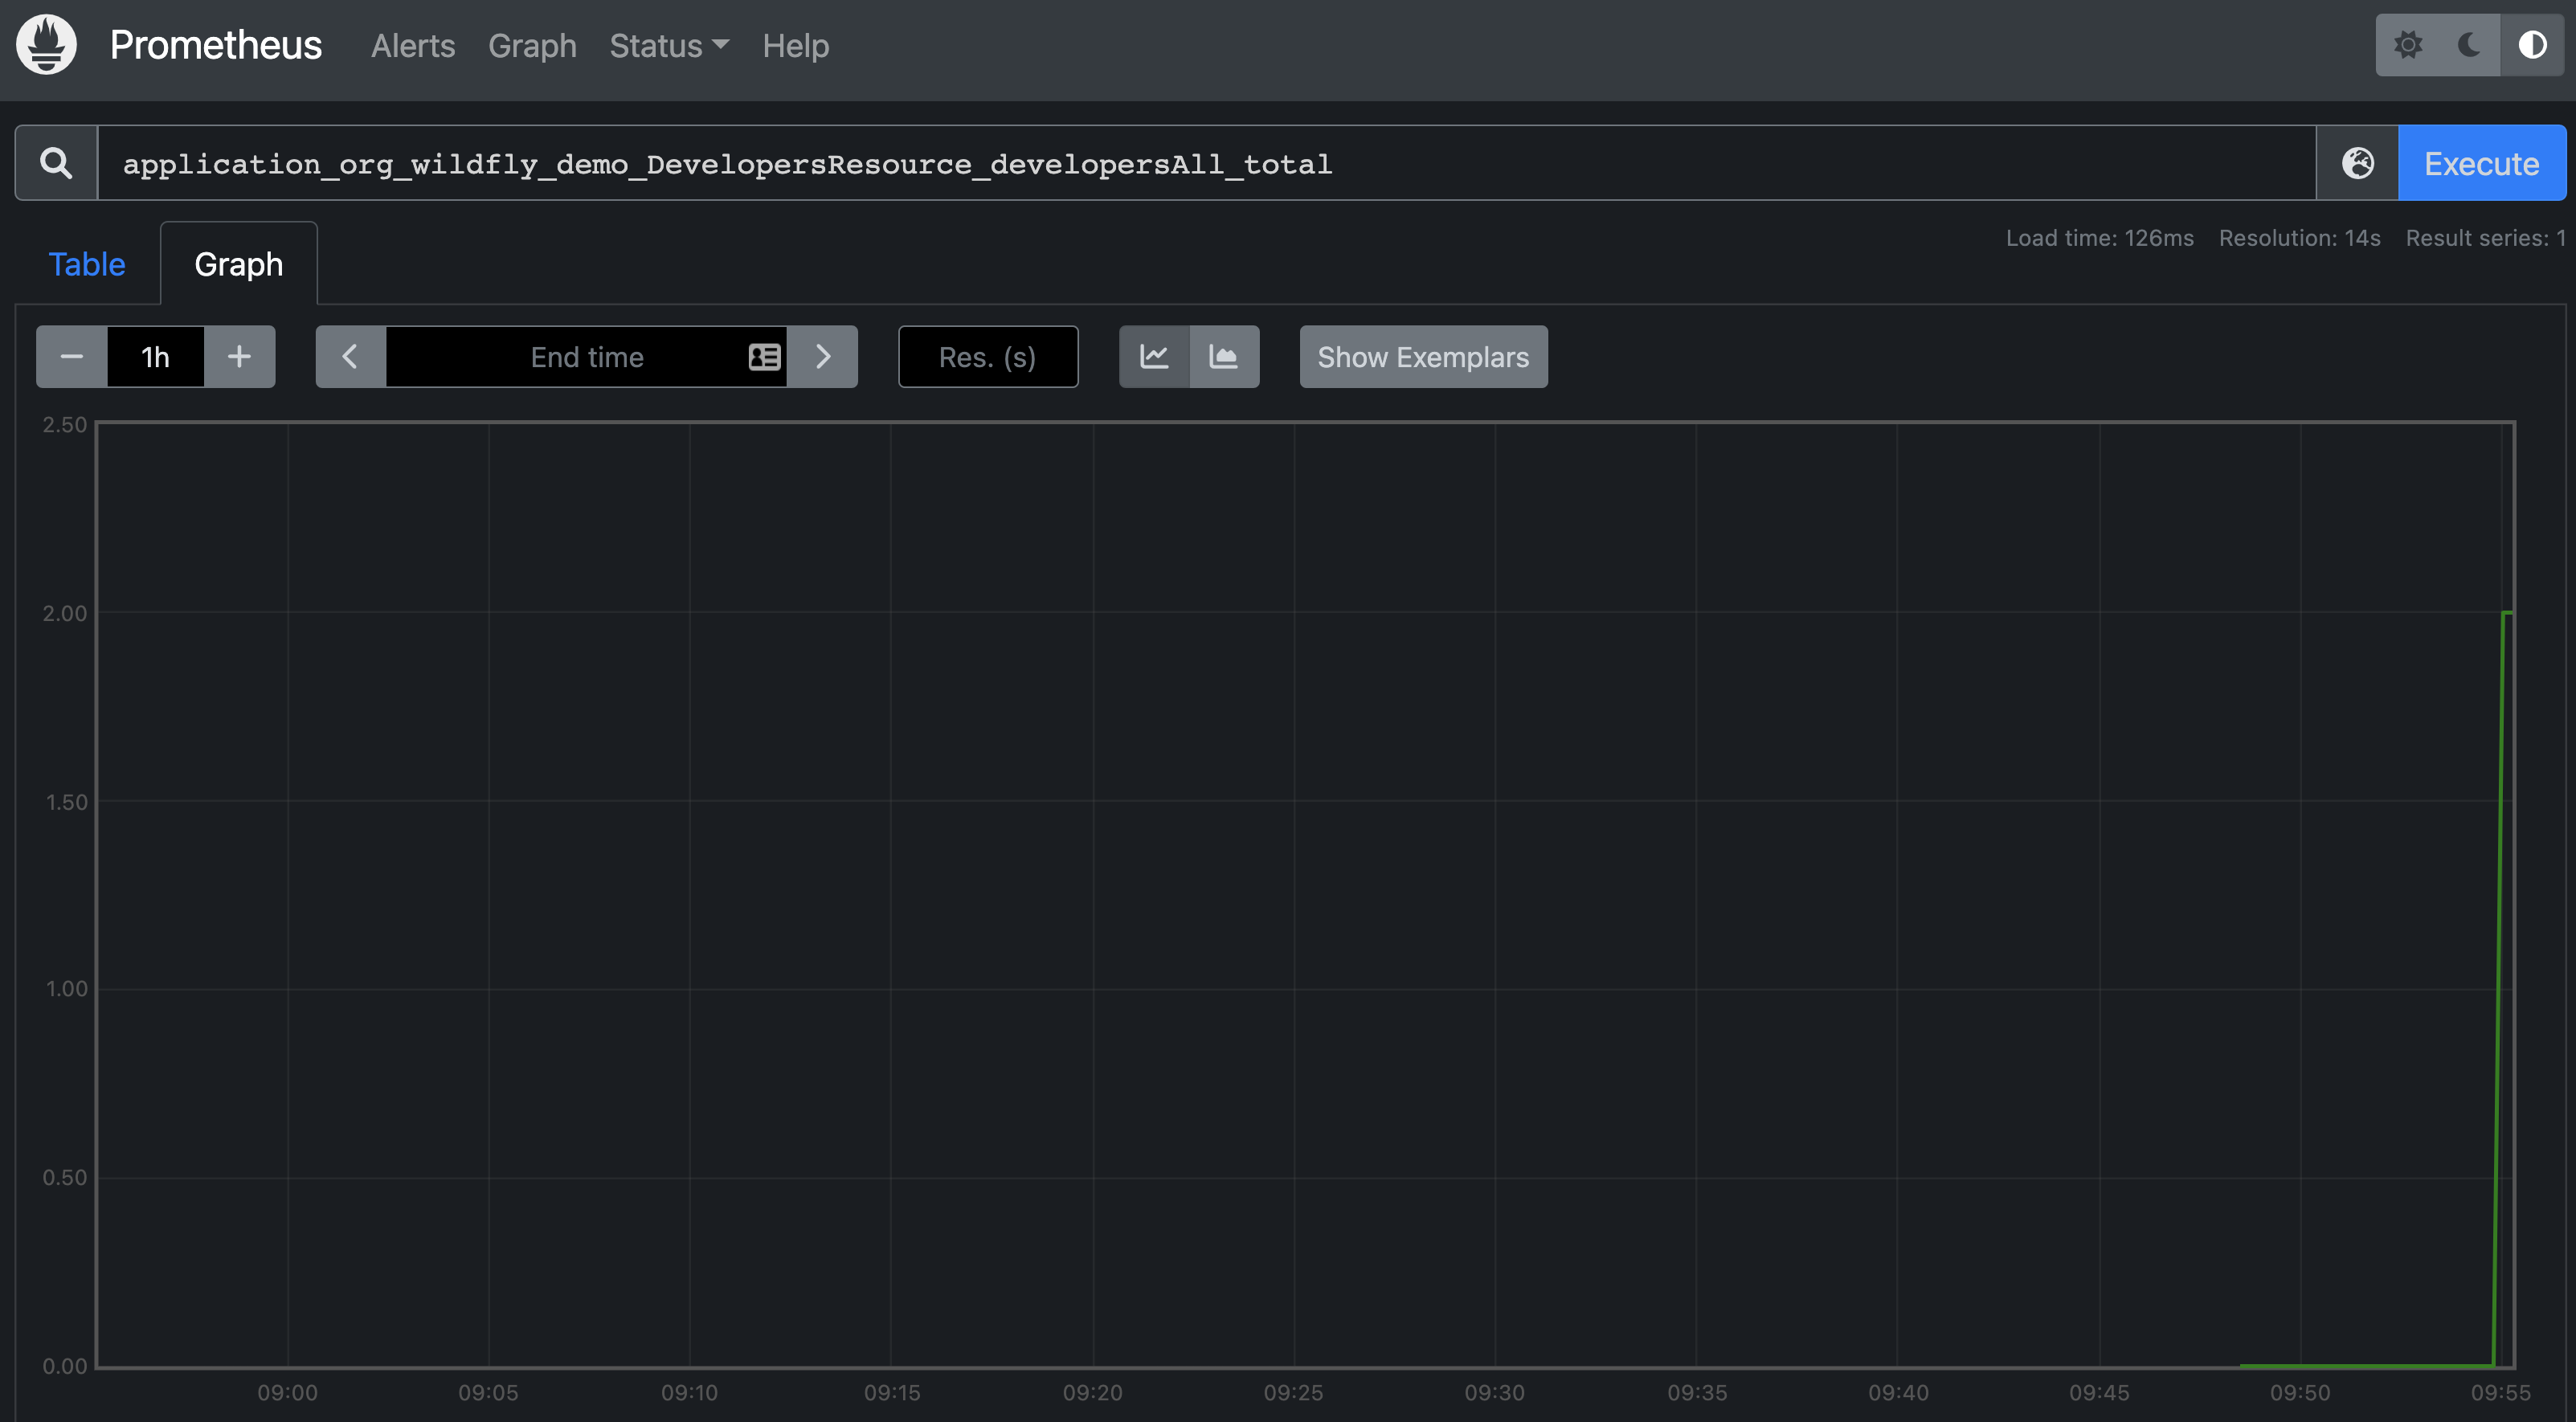 Prometheus Alerts Graph Status Help
application_org_wildfly_demo_DevelopersResource_developersAll_total
Execute
Table Graph
Load time: 126ms Resolution: 14s Result series: 1
1h
End time
Res. (s)
Show Exemplars
2.50
2.00
1.50
1.00
0.50
0.00
09:00 09:05 09:10 09:15 09:20 09:25 09:30 09:35 09:40 09:45 09:50 09:55